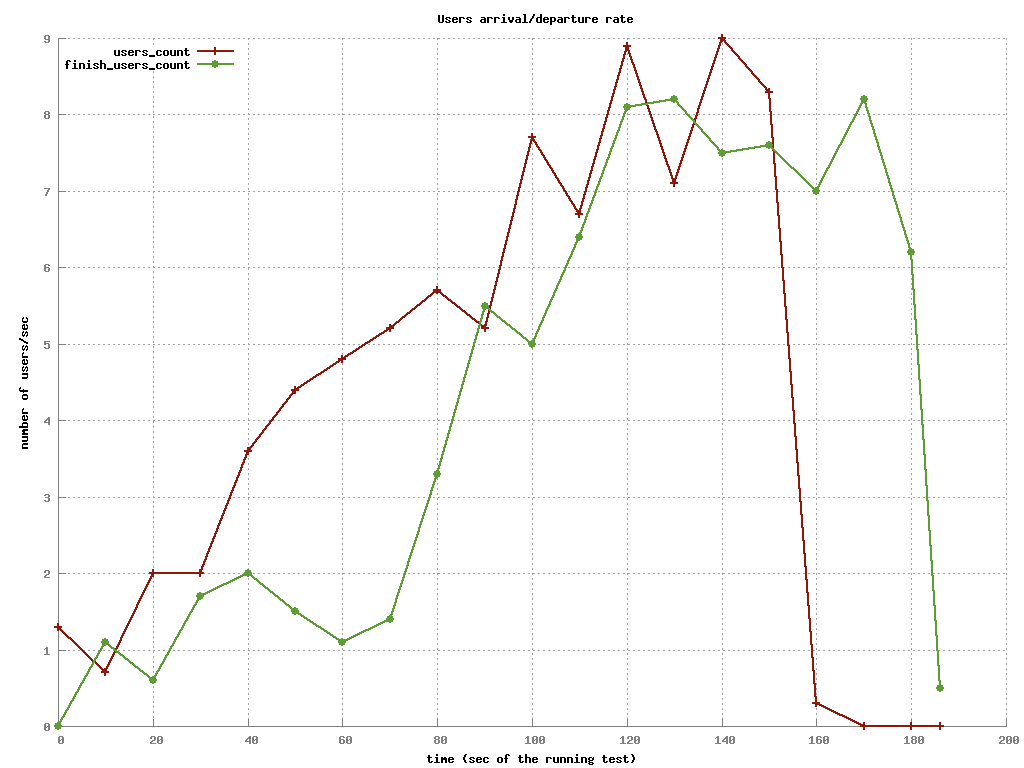 Users arrival/departure rate
users_count
finish_users_count
9
8
7
6
5
4
3
2
1
0
number of users/sec
0 20 40 60 80 100 120 140 160 180 200
time (sec of the running test)